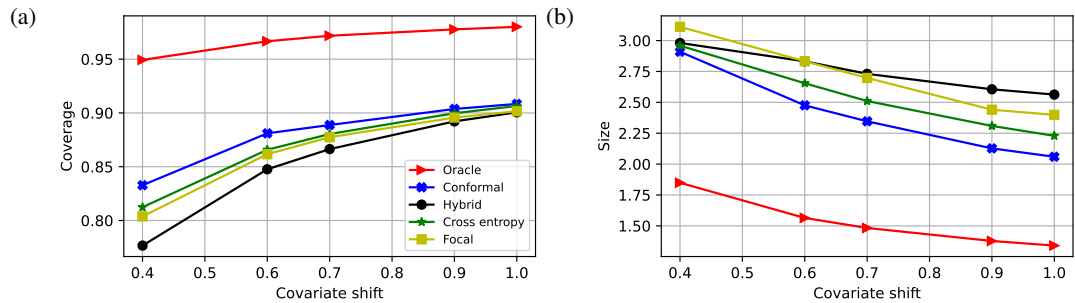 (a)
Coverage
0.95
0.90
0.85
0.80
0.4 0.5 0.6 0.7 0.8 0.9 1.0
Covariate shift
Oracle
Conformal
Hybrid
Cross entropy
Focal
(b)
Size
3.00
2.75
2.50
2.25
2.00
1.75
1.50
0.4 0.5 0.6 0.7 0.8 0.9 1.0
Covariate shift